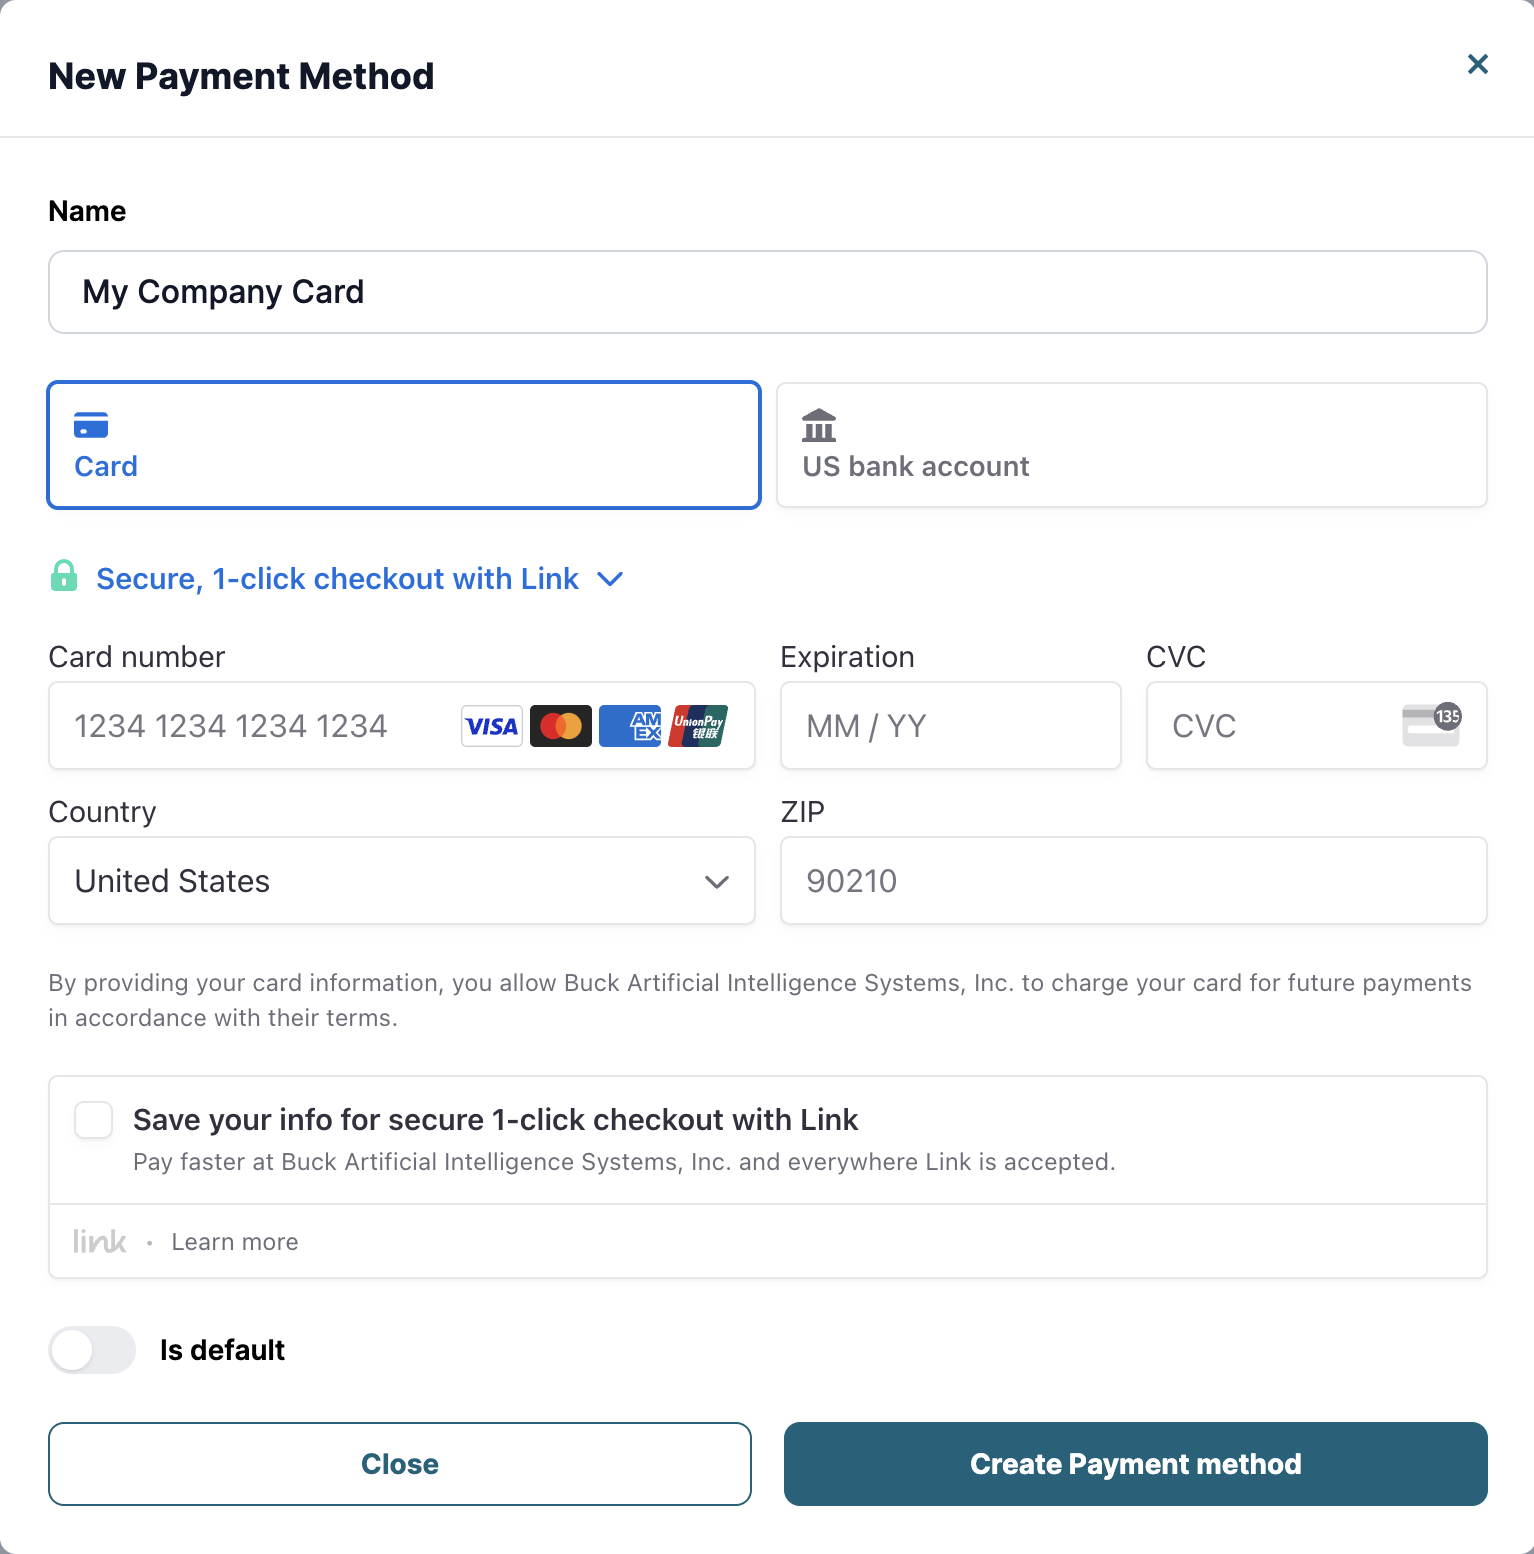 New Payment Method
Name
My Company Card
Card
US bank account
Secure, 1-click checkout with Link
Card number
Expiration
CVC
1234 1234 1234 1234
VISA
AM
EX
UnionPay
银联
MM / YY
CVC
135
Country
ZIP
United States
90210
By providing your card information, you allow Buck Artificial Intelligence Systems, Inc. to charge your card for future payments
in accordance with their terms.
Save your info for secure 1-click checkout with Link
Pay faster at Buck Artificial Intelligence Systems, Inc. and everywhere Link is accepted.
link • Learn more
Is default
Close
Create Payment method